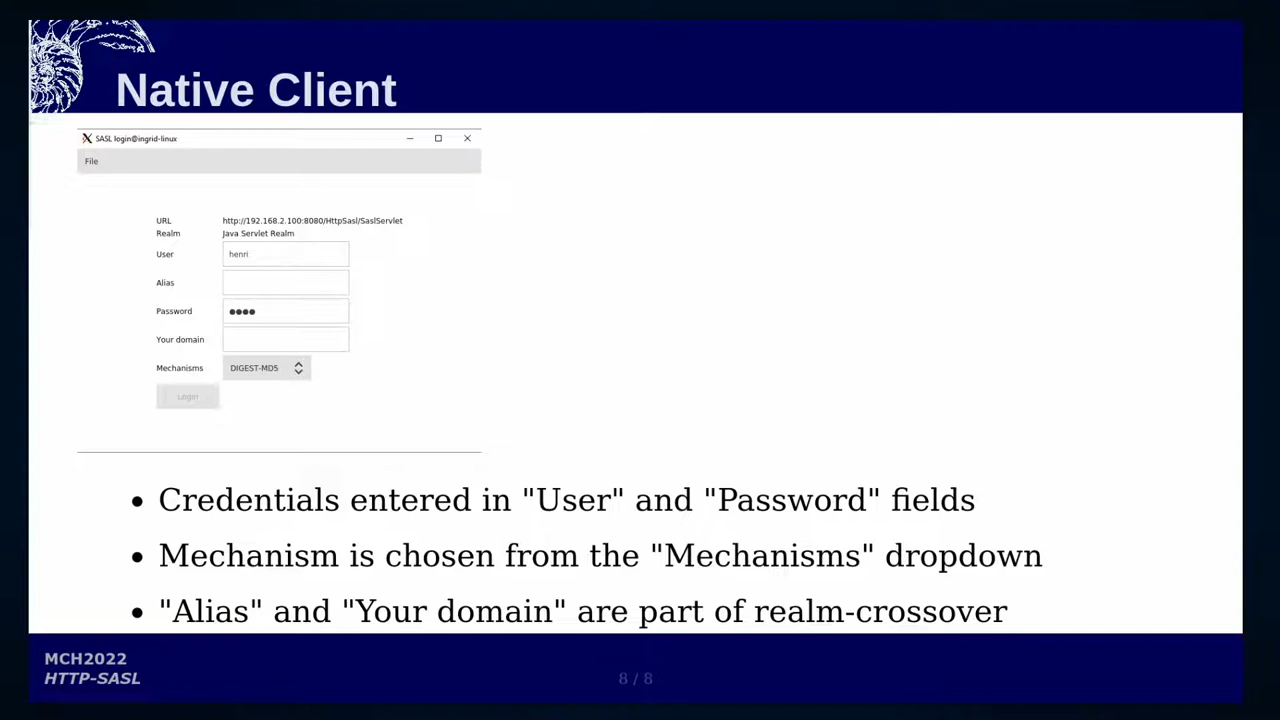 Native Client
SASL login@ingrid-linux
File
URL http://192.168.2.100:8080/HttpSasl/SaslServlet
Realm Java Servlet Realm
User henri
Alias
Password ●●●●
Your domain
Mechanisms DIGEST-MD5
Login
• Credentials entered in "User" and "Password" fields
• Mechanism is chosen from the "Mechanisms" dropdown
• "Alias" and "Your domain" are part of realm-crossover
MCH2022
HTTP-SASL
8 / 8